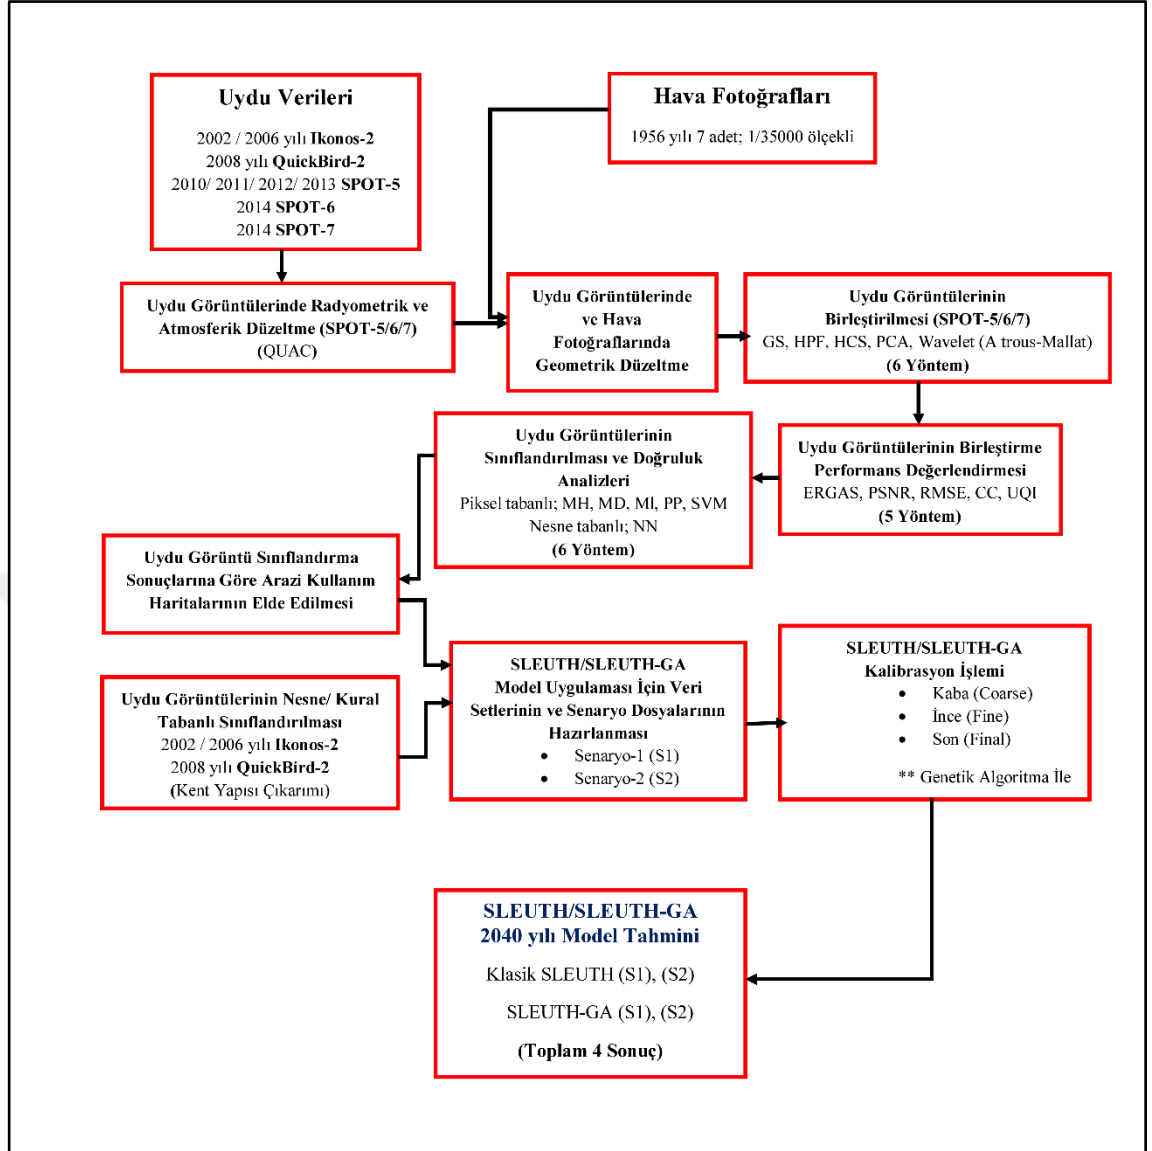 Uydu Verileri
2002 / 2006 yılı Ikonos-2
2008 yılı QuickBird-2
2010/ 2011/ 2012/ 2013 SPOT-5
2014 SPOT-6
2014 SPOT-7
Hava Fotoğrafları
1956 yılı 7 adet; 1/35000 ölçekli
Uydu Görüntülerinde Radyometrik ve
Atmosferik Düzeltme (SPOT-5/6/7)
(QUAC)
Uydu Görüntülerinde
ve Hava
Fotoğraflarında
Geometrik Düzeltme
Uydu Görüntülerinin
Birleştirilmesi (SPOT-5/6/7)
GS, HPF, HCS, PCA, Wavelet (A trous-Mallat)
(6 Yöntem)
Uydu Görüntülerinin Birleştirme
Performans Değerlendirmesi
ERGAS, PSNR, RMSE, CC, UQI
(5 Yöntem)
Uydu Görüntülerinin
Sınıflandırılması ve Doğruluk
Analizleri
Piksel tabanlı; MH, MD, Ml, PP, SVM
Nesne tabanlı; NN
(6 Yöntem)
Uydu Görüntü Sınıflandırma
Sonuçlarına Göre Arazi Kullanım
Haritalarının Elde Edilmesi
Uydu Görüntülerinin Nesne/ Kural
Tabanlı Sınıflandırılması
2002 / 2006 yılı Ikonos-2
2008 yılı QuickBird-2
(Kent Yapısı Çıkarımı)
SLEUTH/SLEUTH-GA
Model Uygulaması İçin Veri
Setlerinin ve Senaryo Dosyalarının
Hazırlanması
• Senaryo-1 (S1)
• Senaryo-2 (S2)
SLEUTH/SLEUTH-GA
Kalibrasyon İşlemi
• Kaba (Coarse)
• İnce (Fine)
• Son (Final)
** Genetik Algoritma İle
SLEUTH/SLEUTH-GA
2040 yılı Model Tahmini
Klasik SLEUTH (S1), (S2)
SLEUTH-GA (S1), (S2)
(Toplam 4 Sonuç)